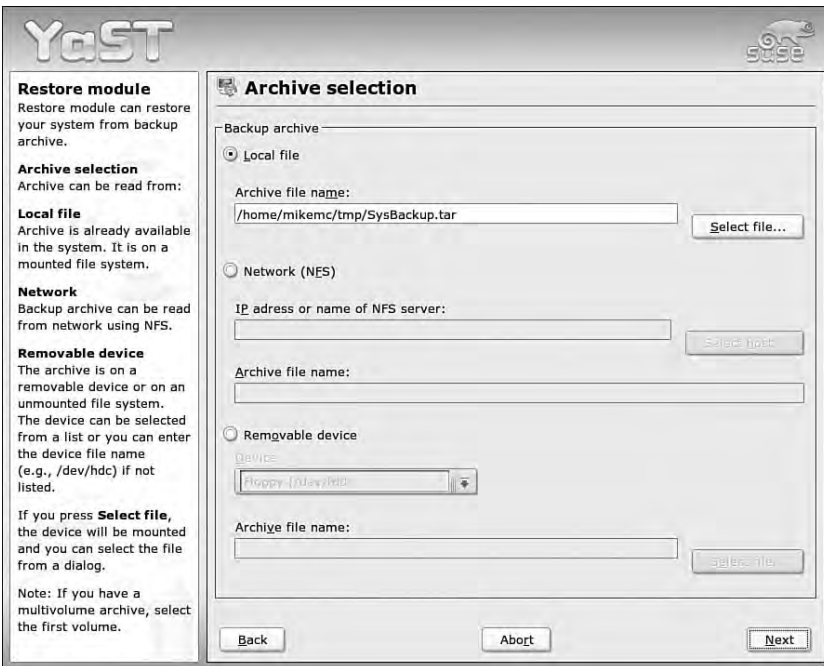 YaST
SUSE
Restore module
Restore module can restore
your system from backup
archive.
Archive selection
Archive can be read from:
Local file
Archive is already available
in the system. It is on a
mounted file system.
Network
Backup archive can be read
from network using NFS.
Removable device
The archive is on a
removable device or on an
unmounted file system.
The device can be selected
from a list or you can enter
the device file name
(e.g., /dev/hdc) if not
listed.
If you press Select file,
the device will be mounted
and you can select the file
from a dialog.
Note: If you have a
multivolume archive, select
the first volume.
Archive selection
Backup archive
Local file
Archive file name:
/home/mikemc/tmp/SysBackup.tar
Select file...
Network (NFS)
IP adress or name of NFS server:
Select host
Archive file name:
Removable device
Device
Floppy
Archive file name:
Select file
Back
Abort
Next